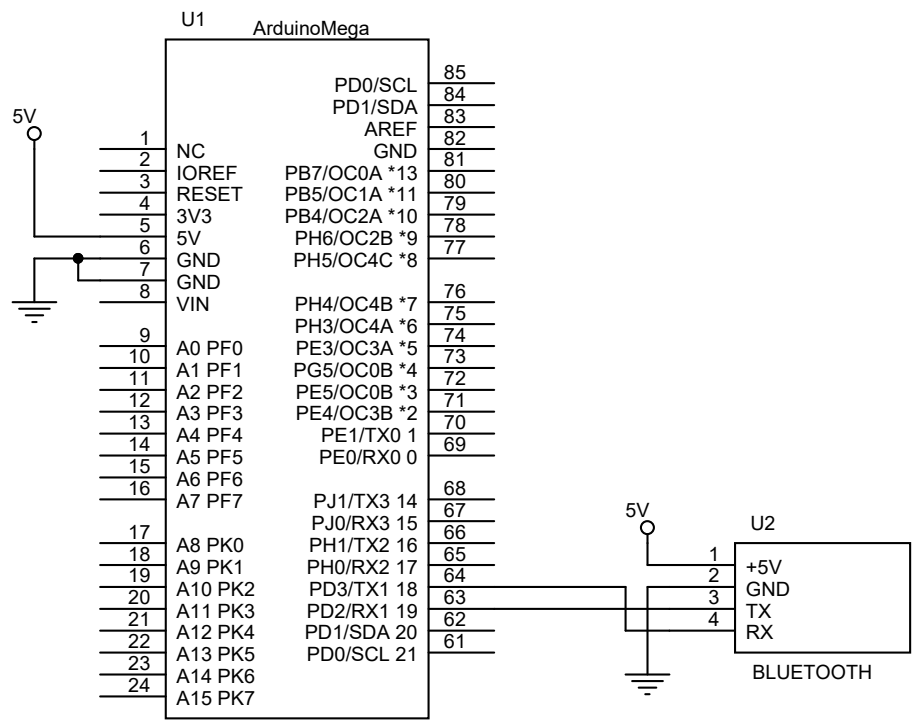 U1
ArduinoMega
5V
1 NC
2 IOREF
3 RESET
4 3V3
5 5V
6 GND
7 GND
8 VIN
9 A0 PF0
10 A1 PF1
11 A2 PF2
12 A3 PF3
13 A4 PF4
14 A5 PF5
15 A6 PF6
16 A7 PF7
17 A8 PK0
18 A9 PK1
19 A10 PK2
20 A11 PK3
21 A12 PK4
22 A13 PK5
23 A14 PK6
24 A15 PK7
PD0/SCL 85
PD1/SDA 84
AREF 83
GND 82
PB7/OC0A *13 81
PB5/OC1A *11 80
PB4/OC2A *10 79
PH6/OC2B *9 78
PH5/OC4C *8 77
PH4/OC4B *7 76
PH3/OC4A *6 75
PE3/OC3A *5 74
PG5/OC0B *4 73
PE5/OC0B *3 72
PE4/OC3B *2 71
PE1/TX0 1 70
PE0/RX0 0 69
PJ1/TX3 14 68
PJ0/RX3 15 67
PH1/TX2 16 66
PH0/RX2 17 65
PD3/TX1 18 64
PD2/RX1 19 63
PD1/SDA 20 62
PD0/SCL 21 61
5V
U2
1 +5V
2 GND
3 TX
4 RX
BLUETOOTH